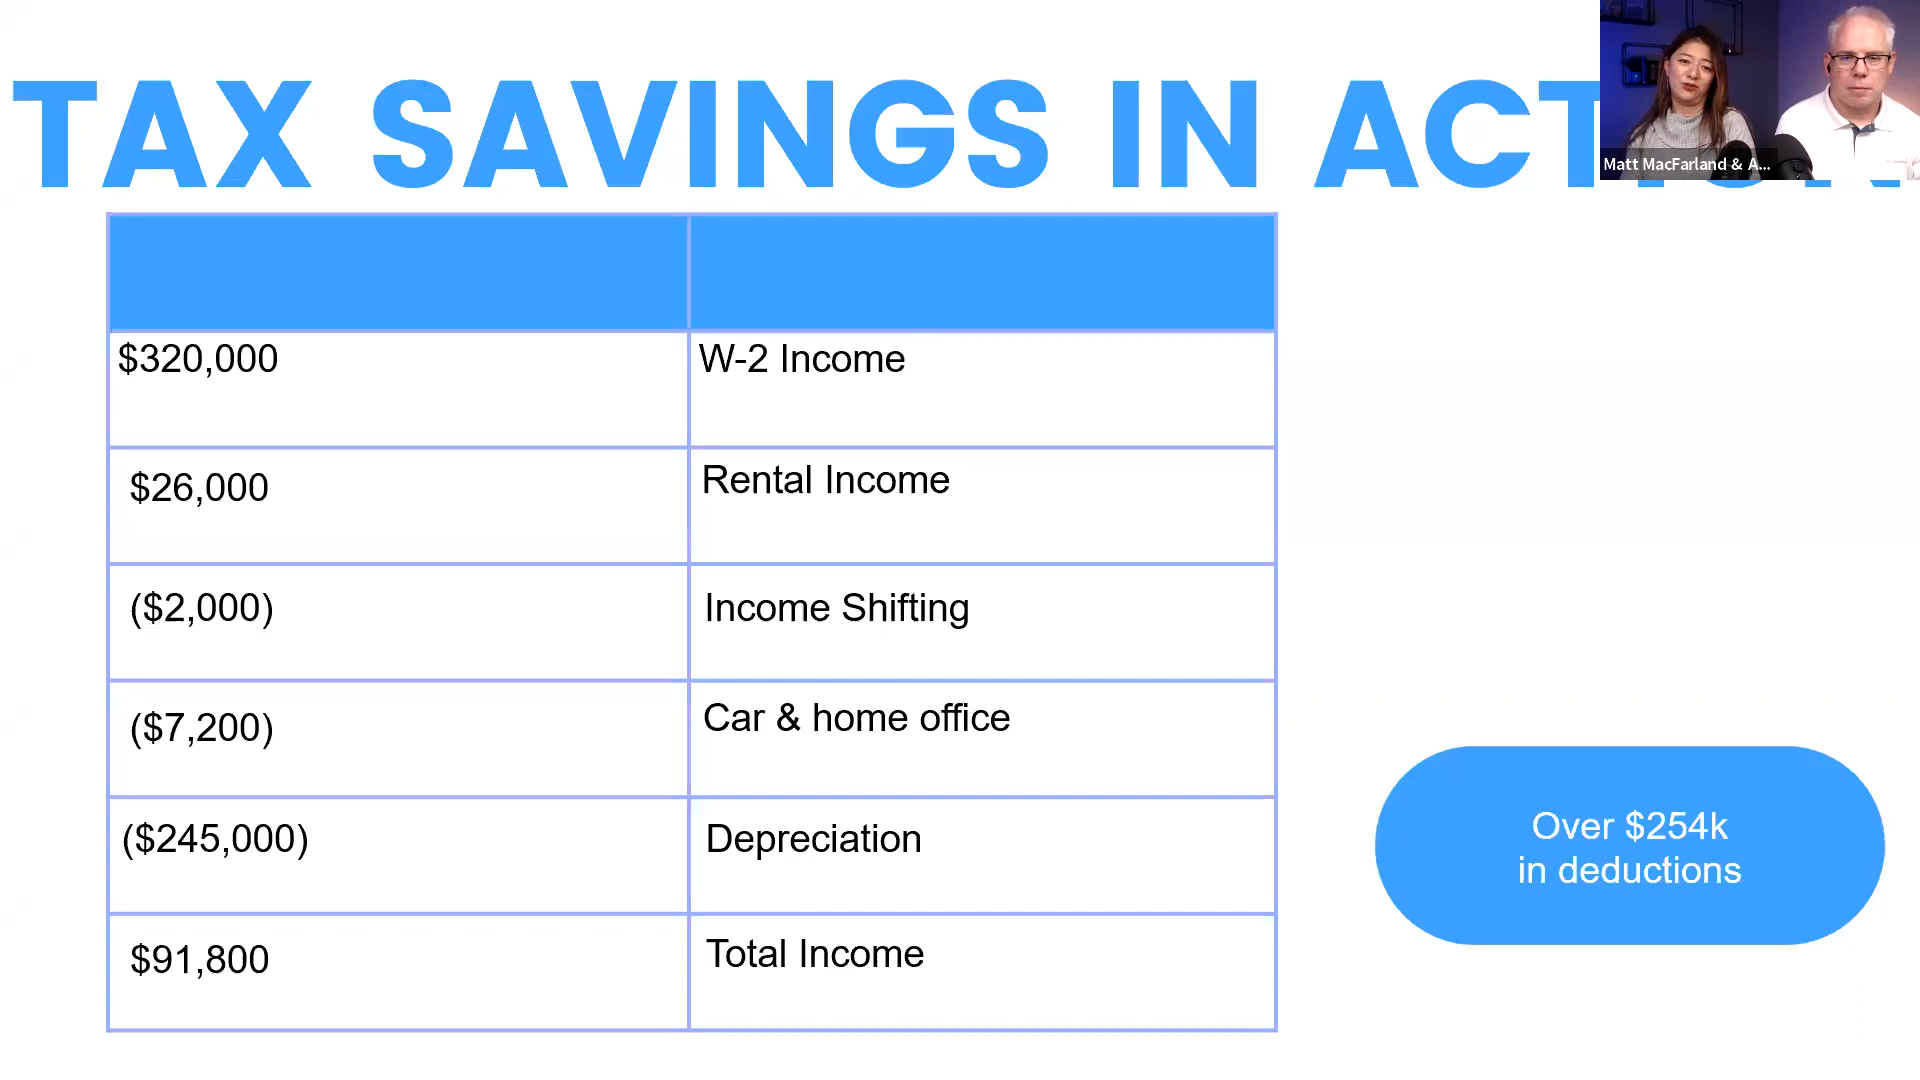 TAX SAVINGS IN ACTION
Matt MacFarland & A...
$320,000 W-2 Income
$26,000 Rental Income
($2,000) Income Shifting
($7,200) Car & home office
($245,000) Depreciation
$91,800 Total Income
Over $254k
in deductions